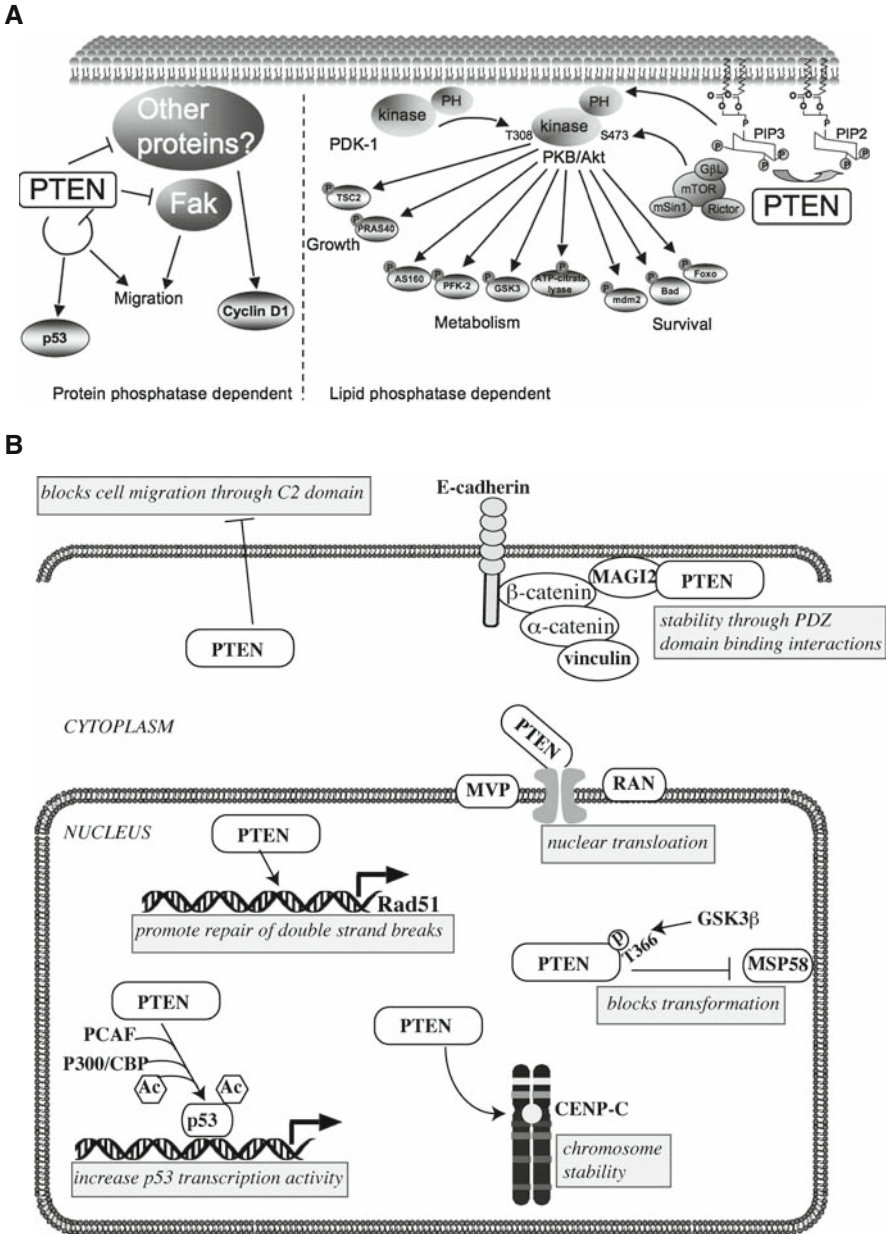 A
Other
proteins?
PTEN
Fak
Migration
p53
Cyclin D1
Protein phosphatase dependent
kinase
PH
PDK-1
PH
kinase
T308
S473
PKB/Akt
P
TSC2
P
PRAS40
Growth
P
AS160
P
PFK-2
P
GSK3
P
ATP-citrate
lyase
Metabolism
P
mdm2
P
Bad
P
Foxo
Survival
GβL
mTOR
mSin1
Rictor
P
PIP3
P
P
P
PIP2
P
PTEN
Lipid phosphatase dependent
B
blocks cell migration through C2 domain
PTEN
E-cadherin
β-catenin
MAGI2
PTEN
α-catenin
vinculin
stability through PDZ
domain binding interactions
CYTOPLASM
PTEN
MVP
RAN
NUCLEUS
nuclear transloation
PTEN
Rad51
promote repair of double strand breaks
GSK3β
p
T366
PTEN
MSP58
blocks transformation
PTEN
PCAF
P300/CBP
Ac
Ac
p53
increase p53 transcription activity
PTEN
CENP-C
chromosome
stability